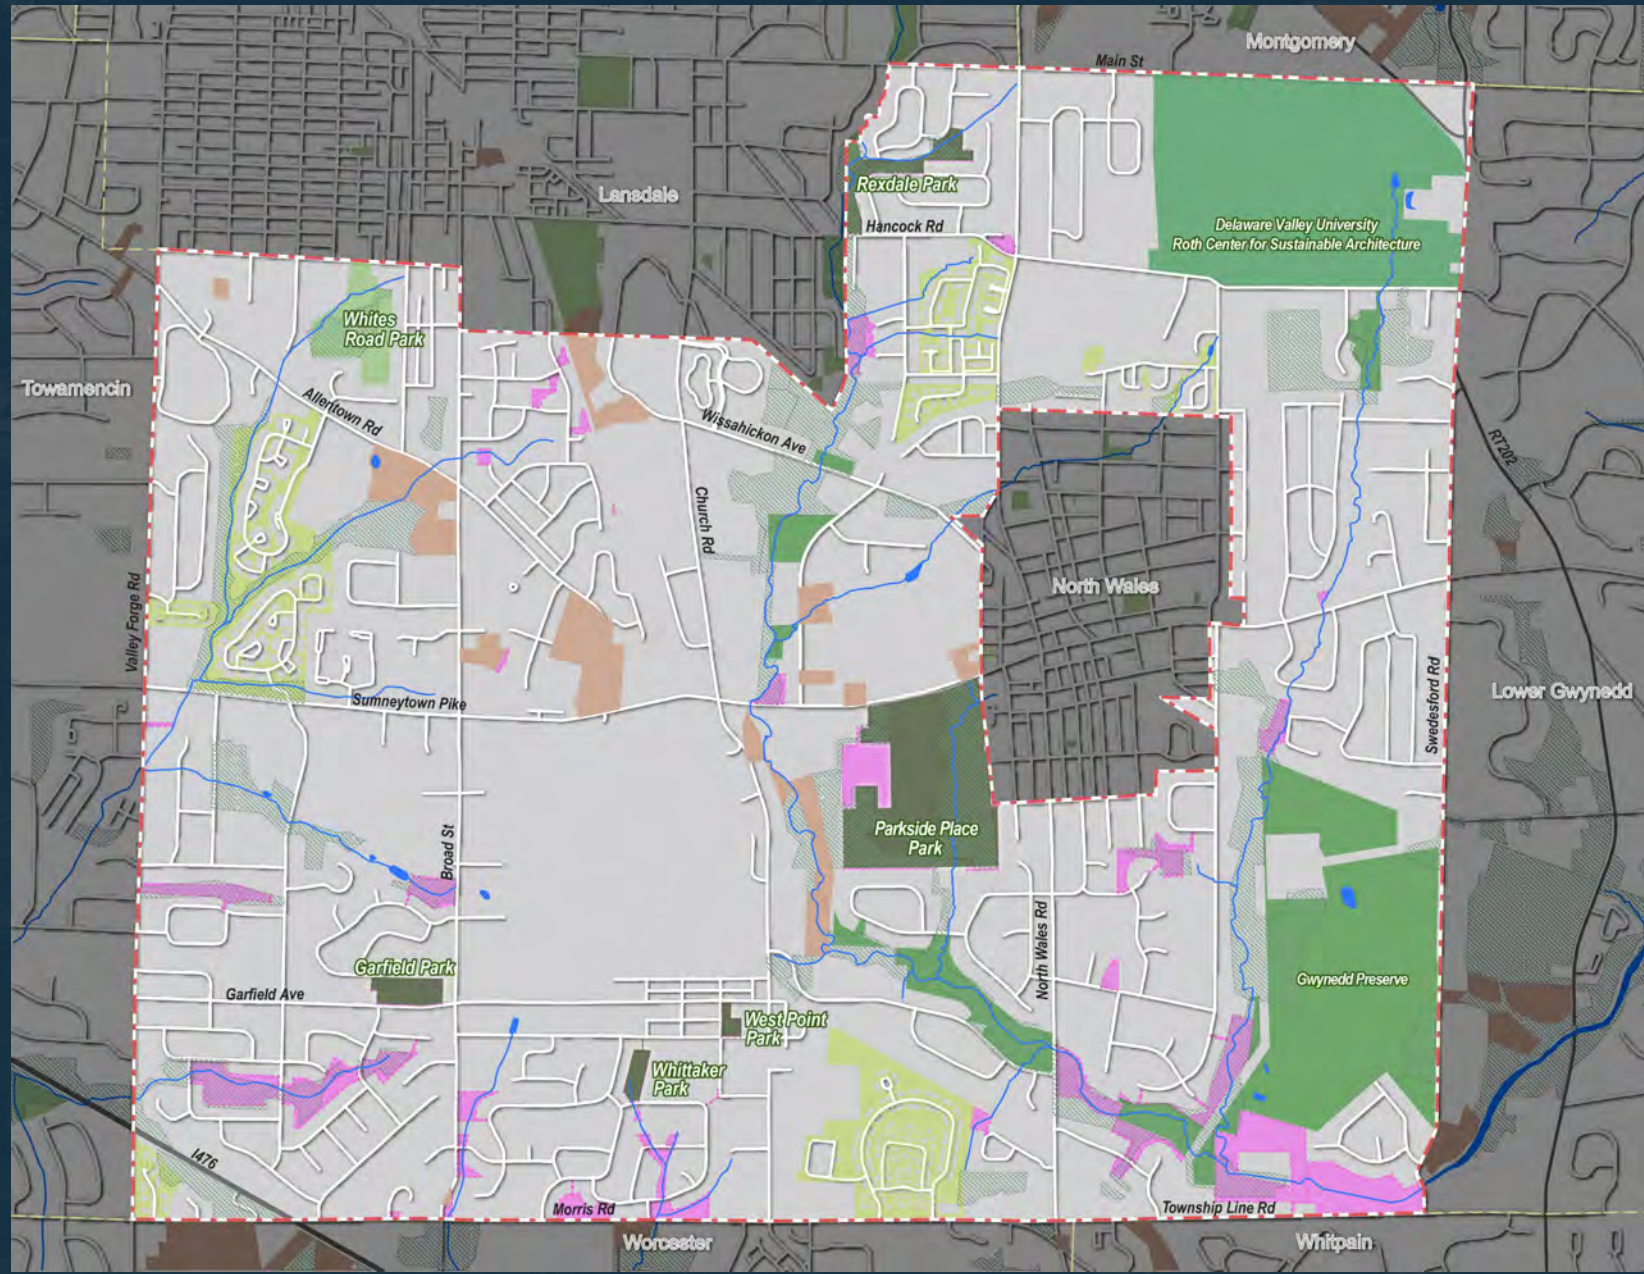 Montgomery
Main St
Lansdale
Rexdale Park
Hancock Rd
Delaware Valley University
Roth Center for Sustainable Architecture
Whites
Road Park
Towamencin
Allentown Rd
Wissahickon Ave
RT202
Church Rd
North Wales
Valley Forge Rd
Sumneytown Pike
Swedesford Rd
Lower Gwynedd
Broad St
Parkside Place
Park
North Wales Rd
Garfield Park
Garfield Ave
Gwynedd Preserve
West Point
Park
Whittaker
Park
I476
Morris Rd
Township Line Rd
Worcester
Whitpain